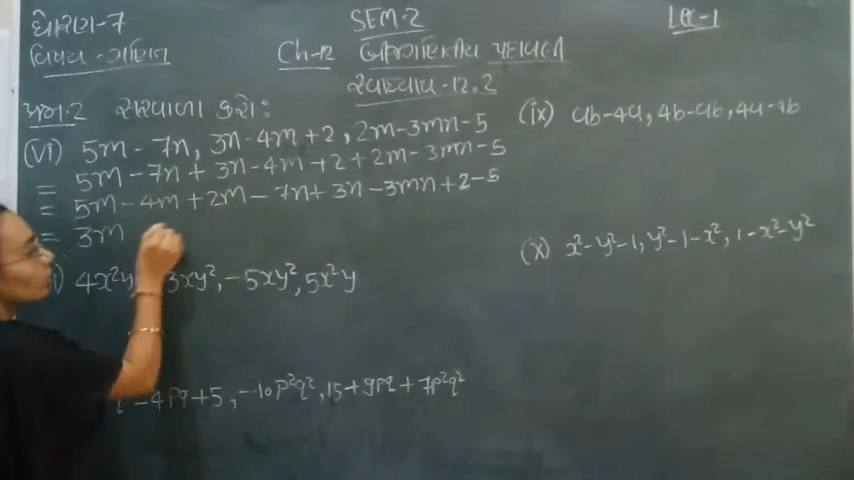 ધોરણ-7
SEM-2
Lec-1
વિષય-ગણિત
Ch-12 બીજગણિતીય પદાવલી
સ્વાધ્યાય-12.2
પ્રશ્ન-2 સરવાળા કરો:
(vi) 5m - 7n, 3n - 4m + 2, 2m - 3mn - 5
= 5m - 7n + 3n - 4m + 2 + 2m - 3mn - 5
= 5m - 4m + 2m - 7n + 3n - 3mn + 2 - 5
= 3m
4x²y, 3xy², -5xy², 5x²y
- 4pq + 5, -10p²q², 15 + 9pq + 7p²q²
(ix) ab - 4a, 4b - ab, 4a - 4b
(x) x² - y² - 1, y² - 1 - x², 1 - x² - y²